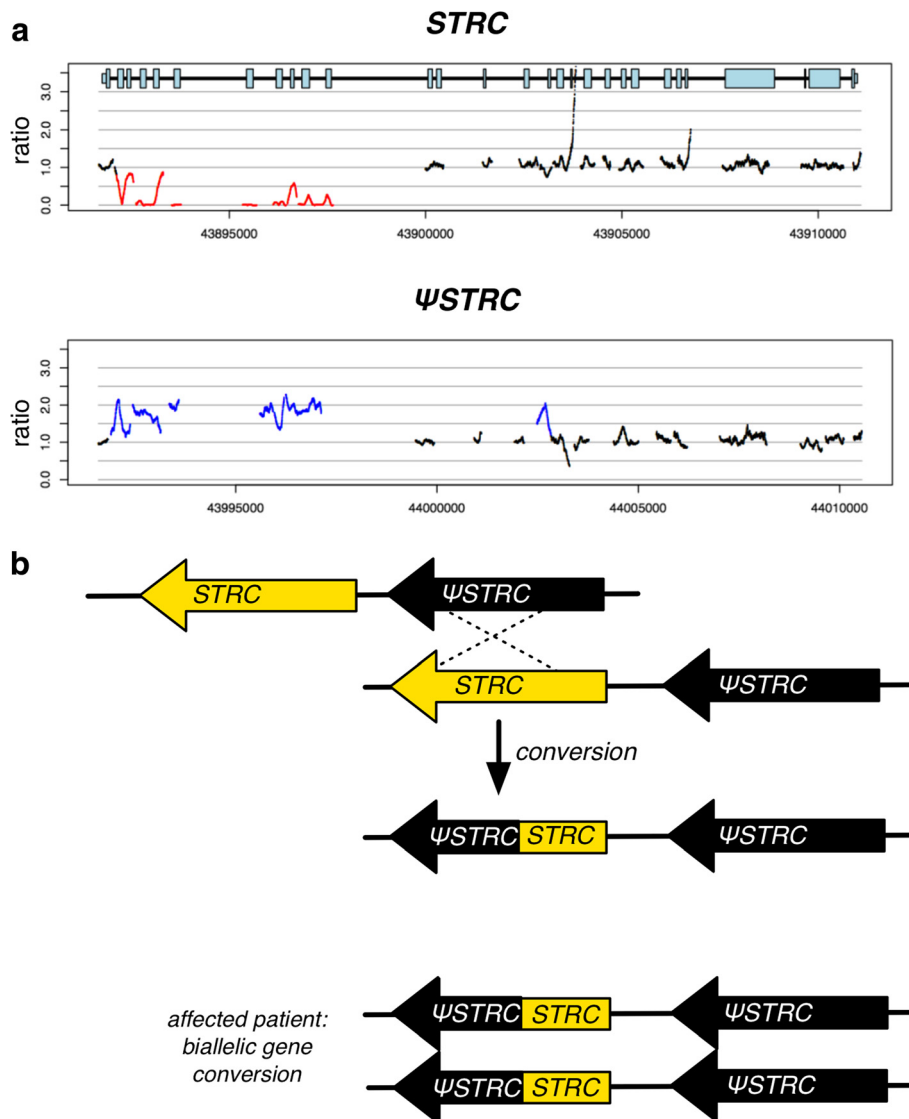 a
STRC
ratio
3.0
2.0
1.0
0.0
43895000 43900000 43905000 43910000
ΨSTRC
ratio
3.0
2.0
1.0
0.0
43995000 44000000 44005000 44010000
b
STRC ΨSTRC
STRC ΨSTRC
conversion
ΨSTRC STRC ΨSTRC
affected patient:
biallelic gene
conversion
ΨSTRC STRC ΨSTRC
ΨSTRC STRC ΨSTRC